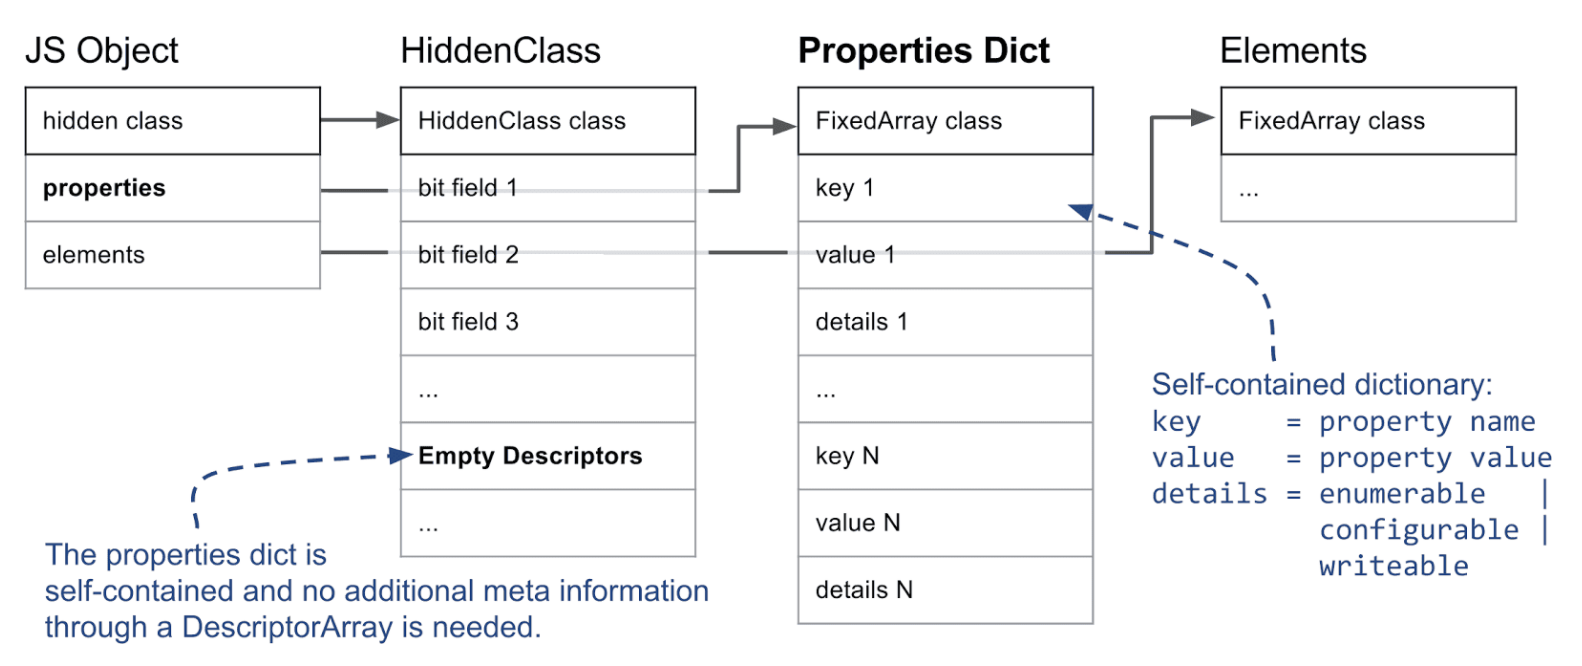 JS Object
hidden class
properties
elements
HiddenClass
HiddenClass class
bit field 1
bit field 2
bit field 3
...
Empty Descriptors
...
Properties Dict
FixedArray class
key 1
value 1
details 1
...
key N
value N
details N
Elements
FixedArray class
...
Self-contained dictionary:
key = property name
value = property value
details = enumerable |
configurable |
writeable
The properties dict is
self-contained and no additional meta information
through a DescriptorArray is needed.